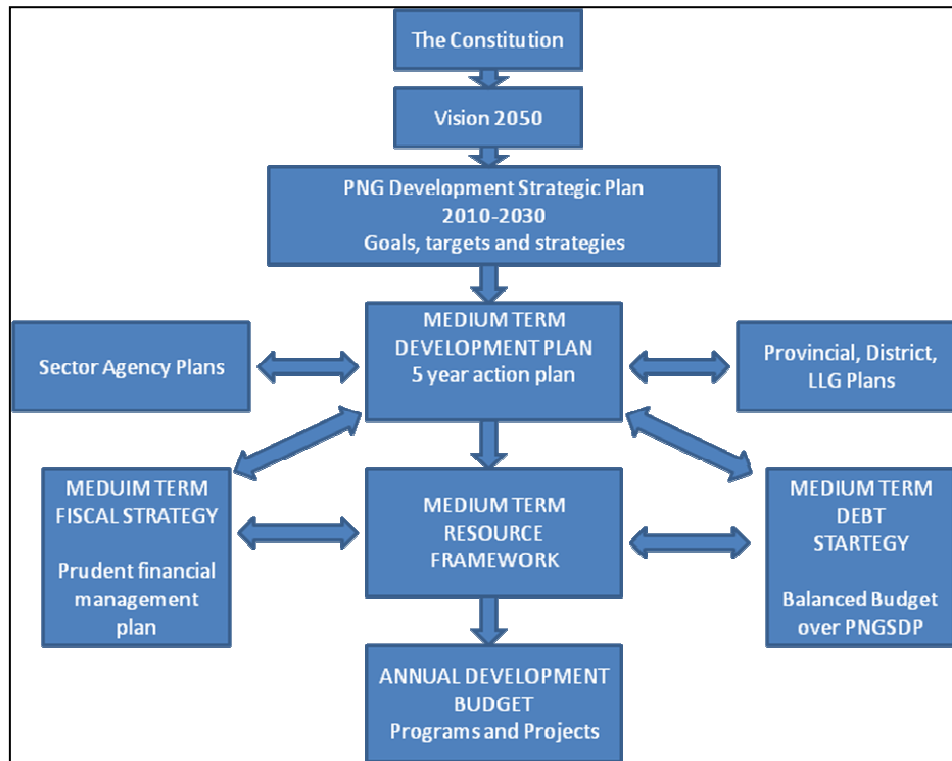 The Constitution
Vision 2050
PNG Development Strategic Plan
2010-2030
Goals, targets and strategies
MEDIUM TERM
DEVELOPMENT PLAN
5 year action plan
Sector Agency Plans
Provincial, District,
LLG Plans
MEDUIM TERM
FISCAL STRATEGY
Prudent financial
management
plan
MEDIUM TERM
RESOURCE
FRAMEWORK
MEDIUM TERM
DEBT
STARTEGY
Balanced Budget
over PNGSDP
ANNUAL DEVELOPMENT
BUDGET
Programs and Projects